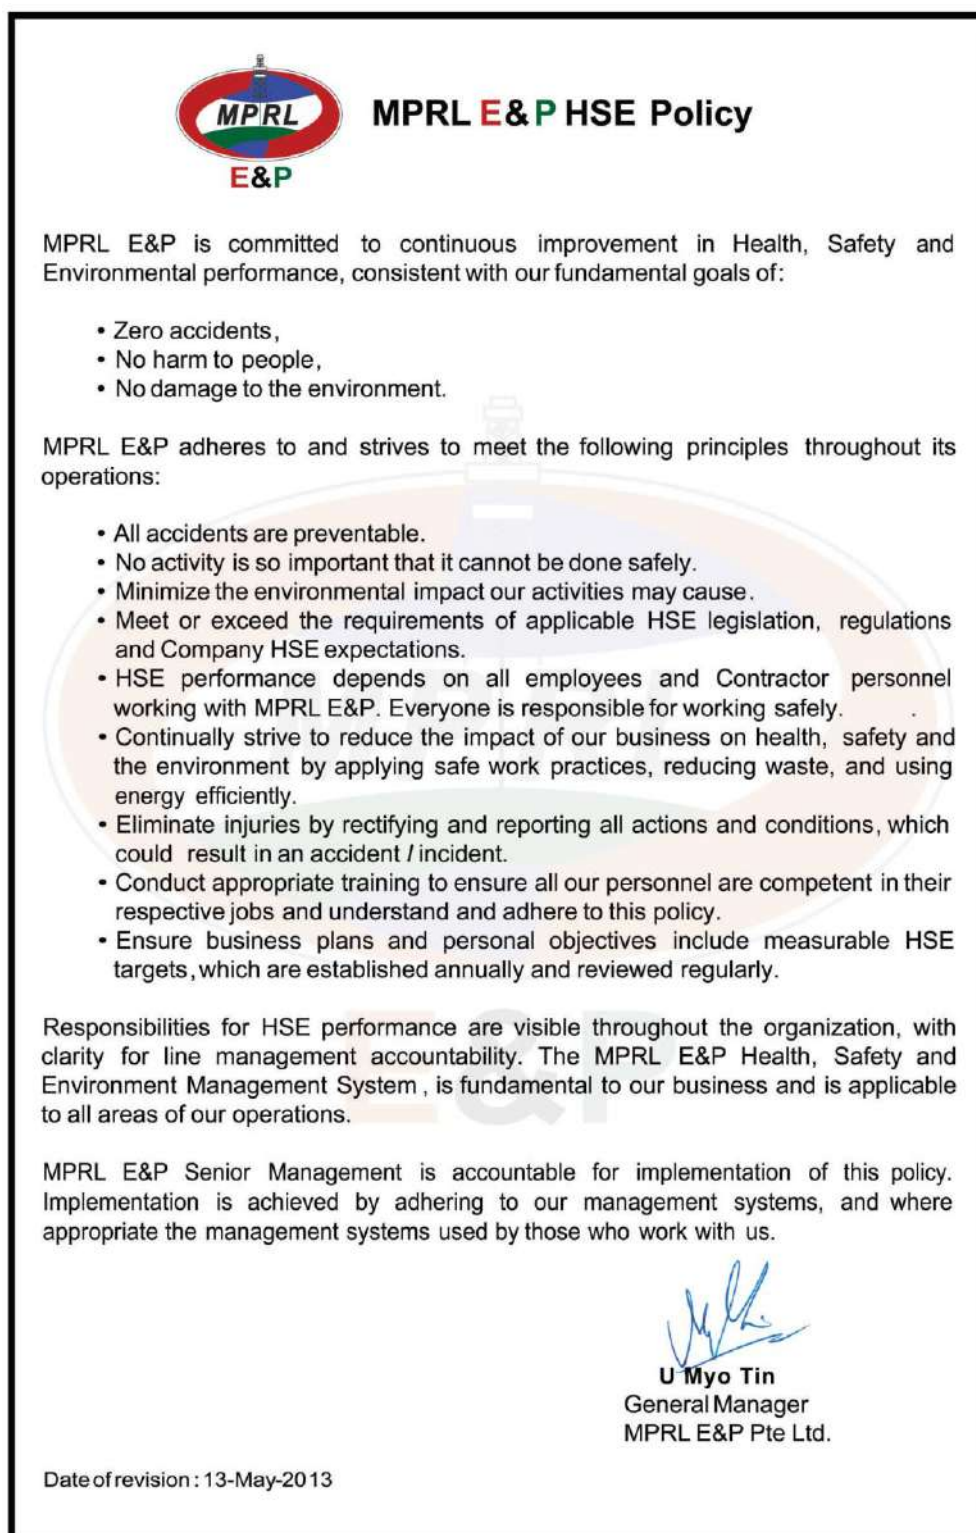 MPRL
E&P
MPRL E&P HSE Policy
MPRL E&P is committed to continuous improvement in Health, Safety and
Environmental performance, consistent with our fundamental goals of:
• Zero accidents,
• No harm to people,
• No damage to the environment.
MPRL E&P adheres to and strives to meet the following principles throughout its
operations:
• All accidents are preventable.
• No activity is so important that it cannot be done safely.
• Minimize the environmental impact our activities may cause.
• Meet or exceed the requirements of applicable HSE legislation, regulations
and Company HSE expectations.
• HSE performance depends on all employees and Contractor personnel
working with MPRL E&P. Everyone is responsible for working safely.
• Continually strive to reduce the impact of our business on health, safety and
the environment by applying safe work practices, reducing waste, and using
energy efficiently.
• Eliminate injuries by rectifying and reporting all actions and conditions, which
could result in an accident / incident.
• Conduct appropriate training to ensure all our personnel are competent in their
respective jobs and understand and adhere to this policy.
• Ensure business plans and personal objectives include measurable HSE
targets, which are established annually and reviewed regularly.
Responsibilities for HSE performance are visible throughout the organization, with
clarity for line management accountability. The MPRL E&P Health, Safety and
Environment Management System , is fundamental to our business and is applicable
to all areas of our operations.
MPRL E&P Senior Management is accountable for implementation of this policy.
Implementation is achieved by adhering to our management systems, and where
appropriate the management systems used by those who work with us.
U Myo Tin
General Manager
MPRL E&P Pte Ltd.
Date of revision : 13-May-2013